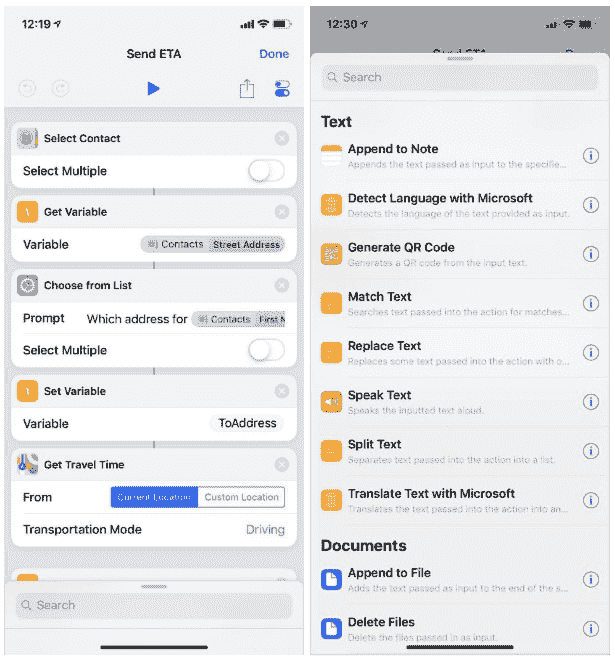 12:19
Send ETA
Done
Select Contact
Select Multiple
Get Variable
Variable Contacts Street Address
Choose from List
Prompt Which address for Contacts First N
Select Multiple
Set Variable
Variable ToAddress
Get Travel Time
From Current Location Custom Location
Transportation Mode Driving
Search
12:30
Send ETA
Search
Text
Append to Note
Appends the text passed as input to the specifie...
Detect Language with Microsoft
Detects the language of the text provided as input.
Generate QR Code
Generates a QR code from the input text.
Match Text
Searches text passed into the action for matches...
Replace Text
Replaces some text passed into the action with o...
Speak Text
Speaks the inputted text aloud.
Split Text
Separates text passed into the action into a list.
Translate Text with Microsoft
Translates the text passed into the action into an...
Documents
Append to File
Adds the text passed as input to the end of the s...
Delete Files
Delete the files passed in as input.